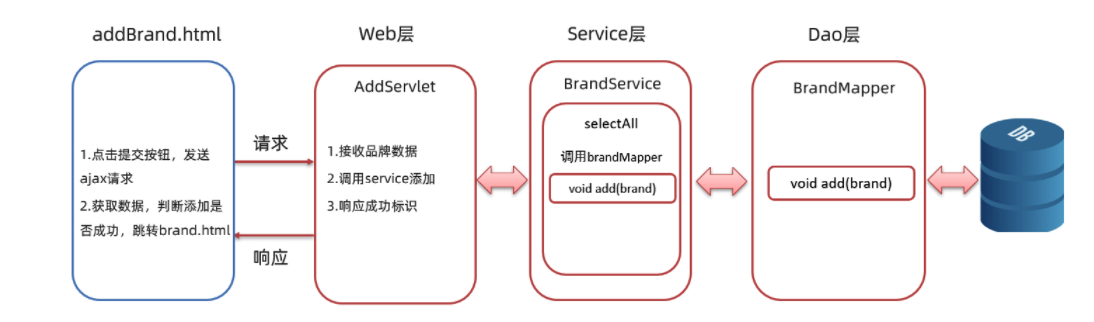 addBrand.html
Web层
Service层
Dao层
1.点击提交按钮，发送
ajax请求
2.获取数据，判断添加是
否成功，跳转brand.html
请求
响应
AddServlet
1.接收品牌数据
2.调用service添加
3.响应成功标识
BrandService
selectAll
调用brandMapper
void add(brand)
BrandMapper
void add(brand)
DB